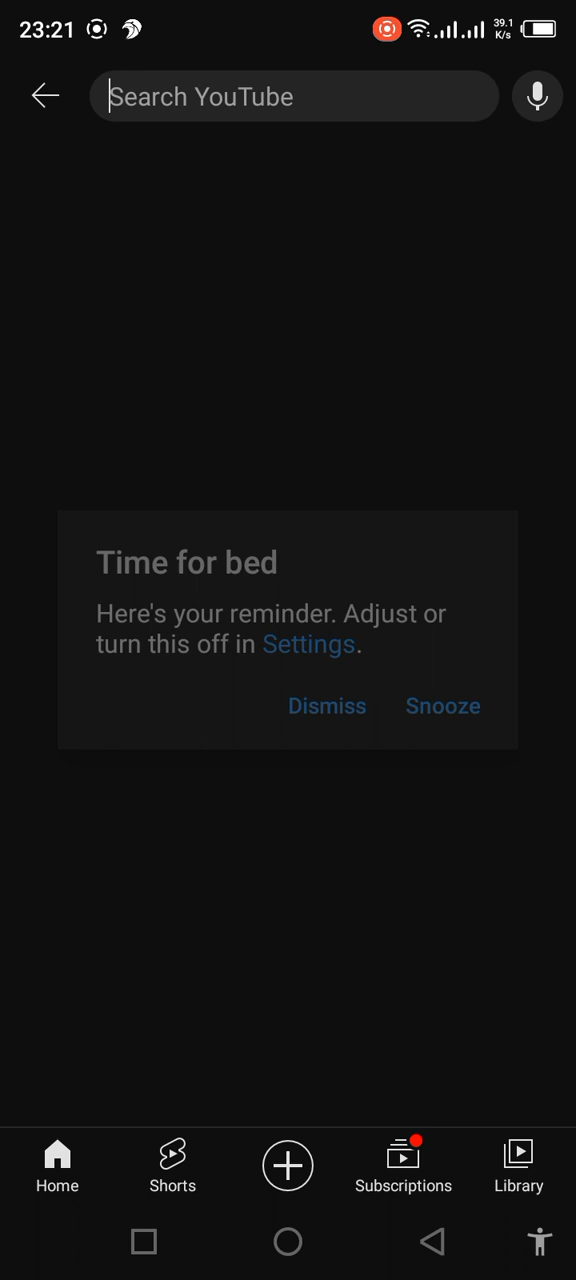 23:21
39.1
K/s
Search YouTube
Time for bed
Here's your reminder. Adjust or
turn this off in Settings.
Dismiss Snooze
Home Shorts Subscriptions Library